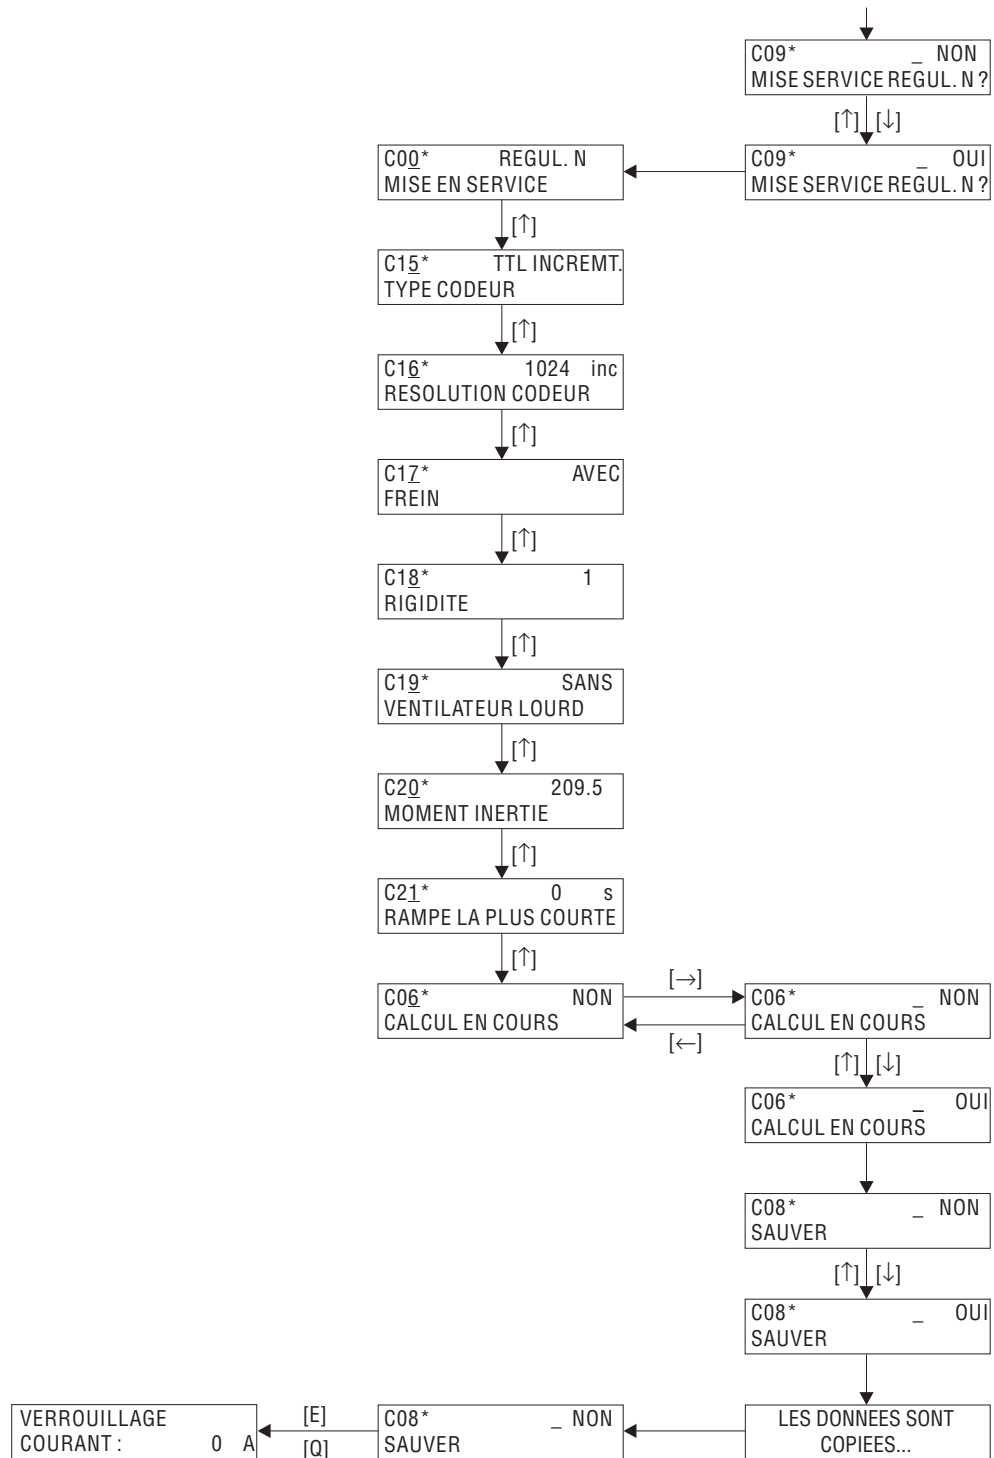 C09* _ NON
MISE SERVICE REGUL. N ?
[↑] [↓]
C00* REGUL. N
MISE EN SERVICE
C09* _ OUI
MISE SERVICE REGUL. N ?
[↑]
C15* TTL INCREMT.
TYPE CODEUR
[↑]
C16* 1024 inc
RESOLUTION CODEUR
[↑]
C17* AVEC
FREIN
[↑]
C18* 1
RIGIDITE
[↑]
C19* SANS
VENTILATEUR LOURD
[↑]
C20* 209.5
MOMENT INERTIE
[↑]
C21* 0 s
RAMPE LA PLUS COURTE
[↑]
C06* NON
CALCUL EN COURS
[→]
[←]
C06* _ NON
CALCUL EN COURS
[↑] [↓]
C06* _ OUI
CALCUL EN COURS
C08* _ NON
SAUVER
[↑] [↓]
C08* _ OUI
SAUVER
VERROUILLAGE
COURANT : 0 A
[E]
[Q]
C08* _ NON
SAUVER
LES DONNEES SONT
COPIEES...